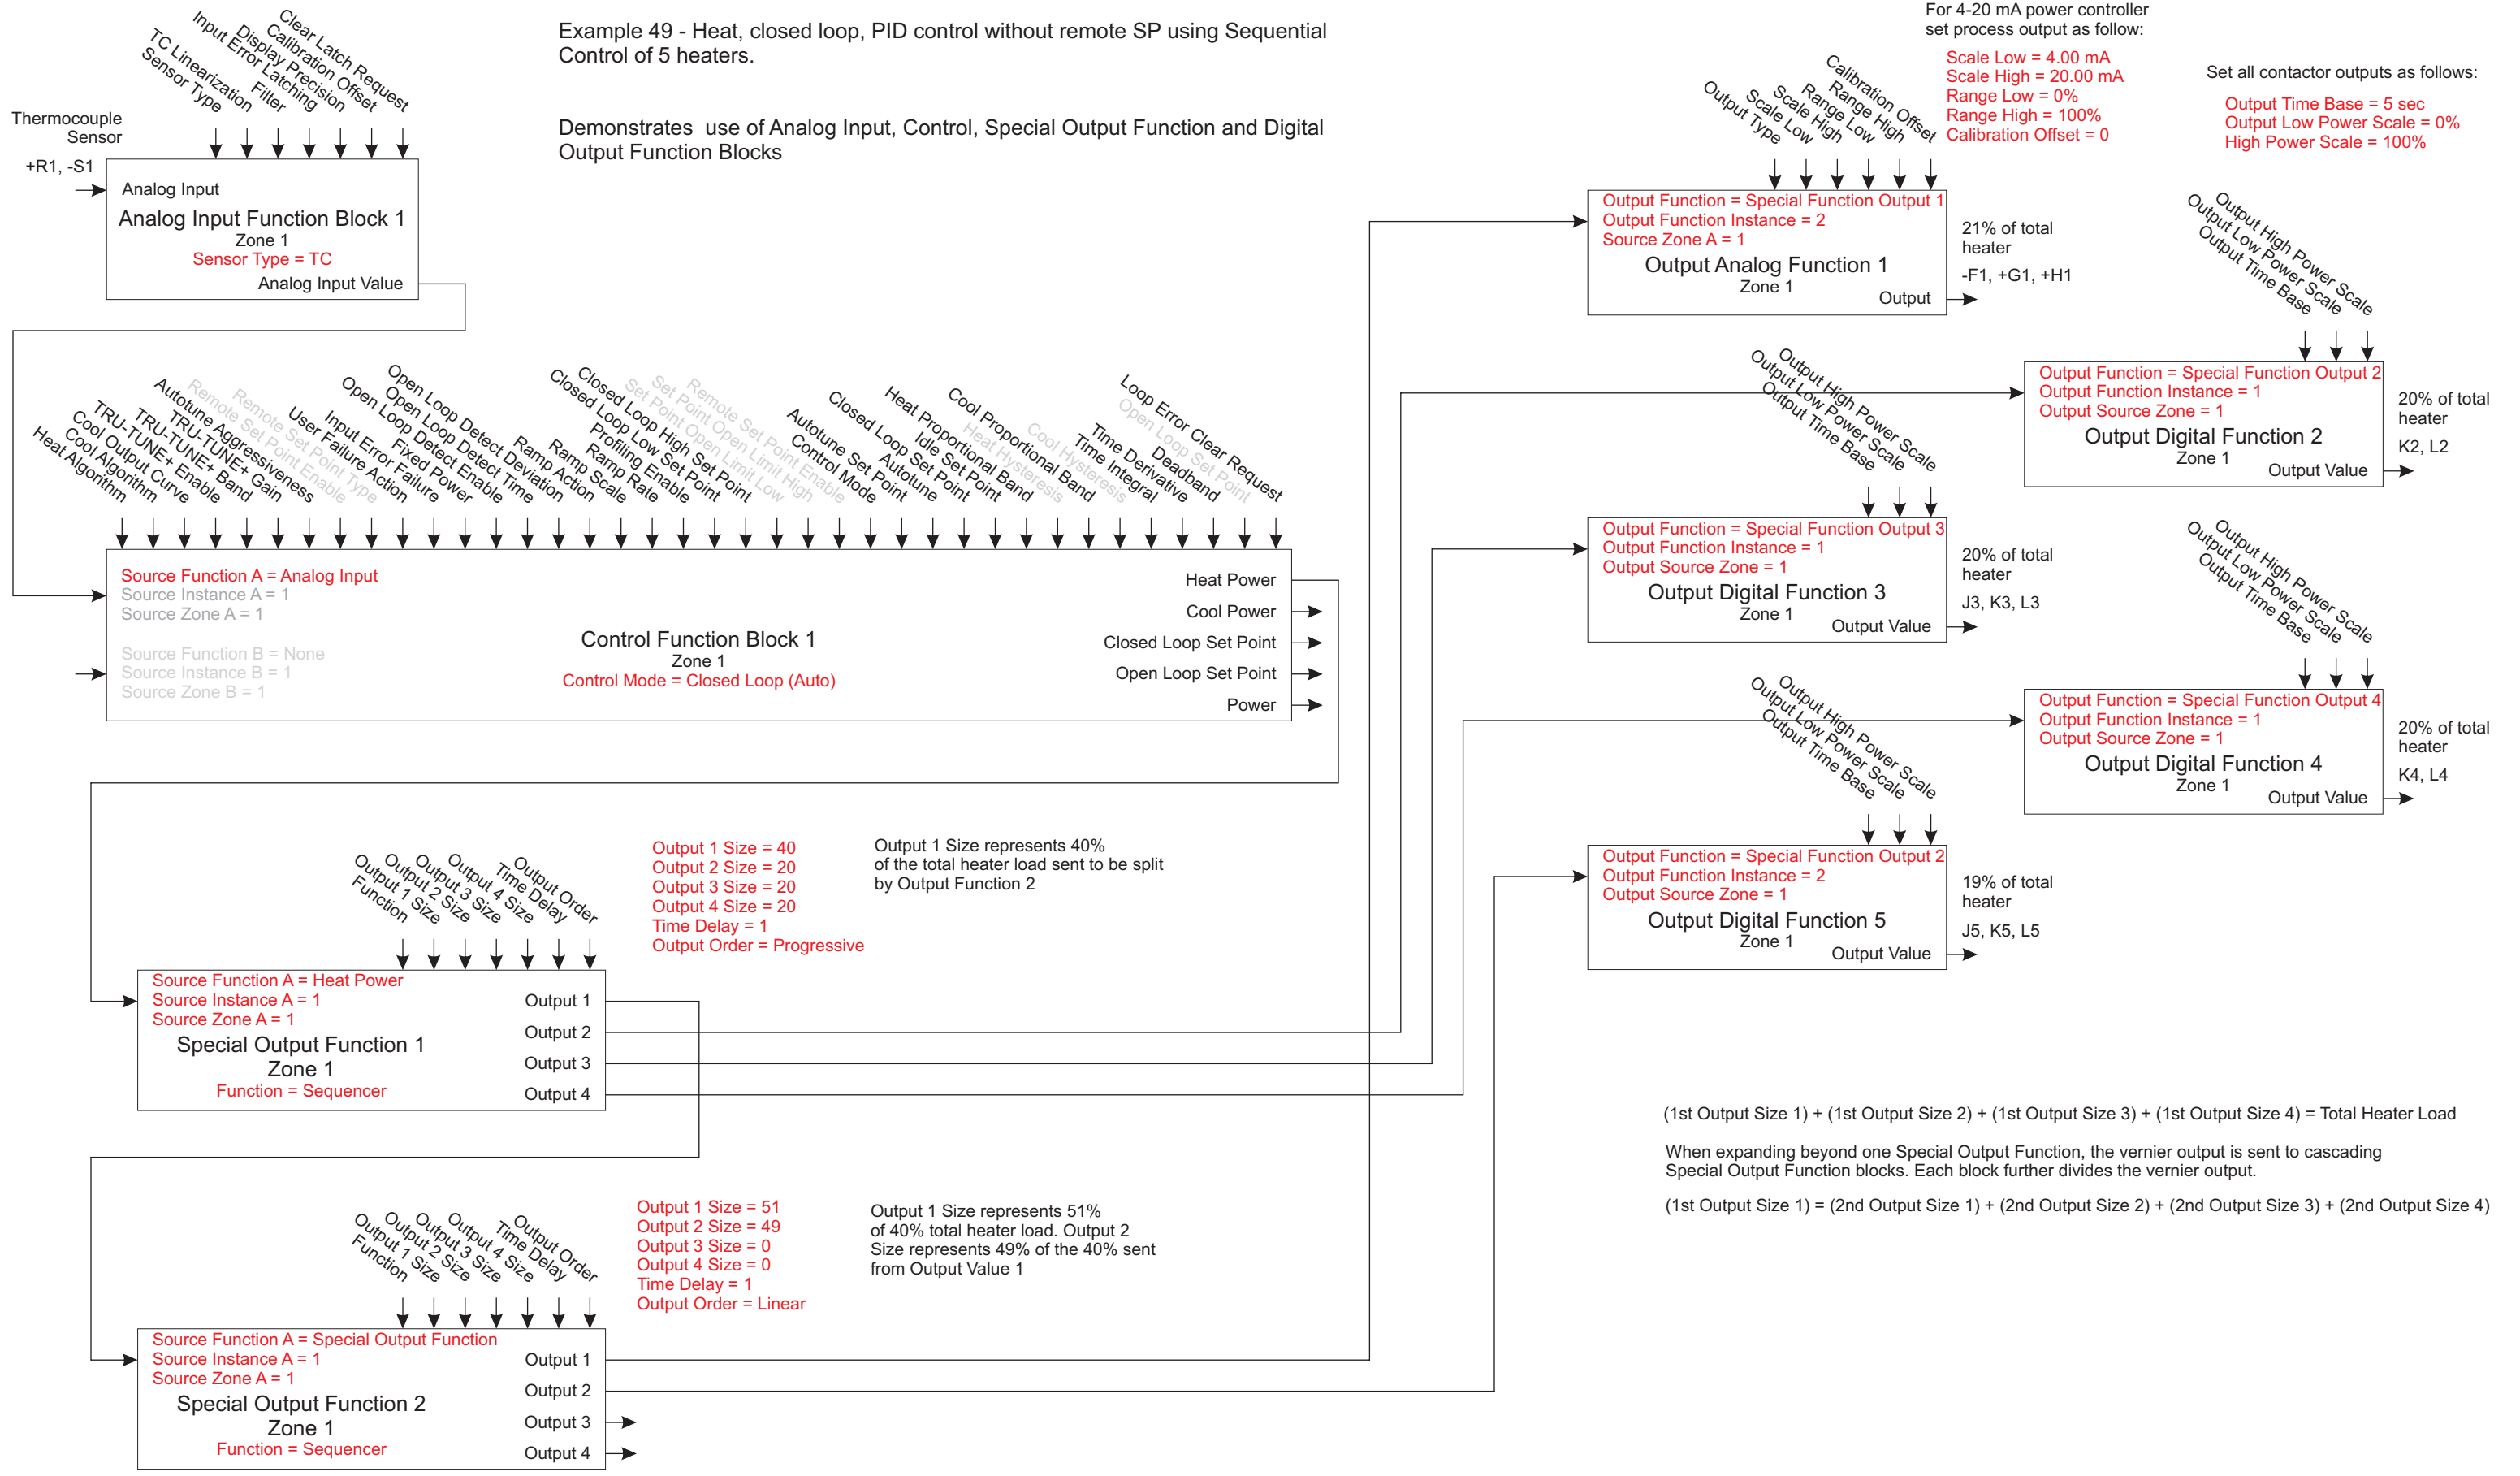 Example 49 - Heat, closed loop, PID control without remote SP using Sequential
Control of 5 heaters.
Demonstrates  use of Analog Input, Control, Special Output Function and Digital
Output Function Blocks
Thermocouple
Sensor
+R1, -S1
Sensor Type
TC Linearization
Filter
Input Error Latching
Display Precision
Calibration Offset
Clear Latch Request
Analog Input
Analog Input Function Block 1
Zone 1
Sensor Type = TC
Analog Input Value
Heat Algorithm
Cool Algorithm
Cool Output Curve
TRU-TUNE+ Enable
TRU-TUNE+ Band
TRU-TUNE+ Gain
Autotune Aggressiveness
Remote Set Point Enable
Remote Set Point Type
User Failure Action
Input Error Failure
Fixed Power
Open Loop Detect Enable
Open Loop Detect Time
Open Loop Detect Deviation
Ramp Action
Ramp Scale
Ramp Rate
Profiling Enable
Closed Loop Low Set Point
Closed Loop High Set Point
Set Point Open Limit Low
Set Point Open Limit High
Remote Set Point Enable
Control Mode
Autotune Set Point
Autotune
Closed Loop Set Point
Idle Set Point
Heat Proportional Band
Heat Hysteresis
Cool Proportional Band
Cool Hysteresis
Time Integral
Time Derivative
Deadband
Open Loop Set Point
Loop Error Clear Request
Source Function A = Analog Input
Source Instance A = 1
Source Zone A = 1
Source Function B = None
Source Instance B = 1
Source Zone B = 1
Control Function Block 1
Zone 1
Control Mode = Closed Loop (Auto)
Heat Power
Cool Power
Closed Loop Set Point
Open Loop Set Point
Power
Function
Output 1 Size
Output 2 Size
Output 3 Size
Output 4 Size
Time Delay
Output Order
Output 1 Size = 40
Output 2 Size = 20
Output 3 Size = 20
Output 4 Size = 20
Time Delay = 1
Output Order = Progressive
Output 1 Size represents 40%
of the total heater load sent to be split
by Output Function 2
Source Function A = Heat Power
Source Instance A = 1
Source Zone A = 1
Special Output Function 1
Zone 1
Function = Sequencer
Output 1
Output 2
Output 3
Output 4
Function
Output 1 Size
Output 2 Size
Output 3 Size
Output 4 Size
Time Delay
Output Order
Output 1 Size = 51
Output 2 Size = 49
Output 3 Size = 0
Output 4 Size = 0
Time Delay = 1
Output Order = Linear
Output 1 Size represents 51%
of 40% total heater load. Output 2
Size represents 49% of the 40% sent
from Output Value 1
Source Function A = Special Output Function
Source Instance A = 1
Source Zone A = 1
Special Output Function 2
Zone 1
Function = Sequencer
Output 1
Output 2
Output 3
Output 4
For 4-20 mA power controller
set process output as follow:
Scale Low = 4.00 mA
Scale High = 20.00 mA
Range Low = 0%
Range High = 100%
Calibration Offset = 0
Set all contactor outputs as follows:
Output Time Base = 5 sec
Output Low Power Scale = 0%
High Power Scale = 100%
Output Type
Scale Low
Scale High
Range Low
Range High
Calibration Offset
Output Function = Special Function Output 1
Output Function Instance = 2
Source Zone A = 1
Output Analog Function 1
Zone 1
Output
21% of total
heater
-F1, +G1, +H1
Output Time Base
Output Low Power Scale
Output High Power Scale
Output Function = Special Function Output 2
Output Function Instance = 1
Output Source Zone = 1
Output Digital Function 2
Zone 1
Output Value
20% of total
heater
K2, L2
Output Time Base
Output Low Power Scale
Output High Power Scale
Output Function = Special Function Output 3
Output Function Instance = 1
Output Source Zone = 1
Output Digital Function 3
Zone 1
Output Value
20% of total
heater
J3, K3, L3
Output Time Base
Output Low Power Scale
Output High Power Scale
Output Function = Special Function Output 4
Output Function Instance = 1
Output Source Zone = 1
Output Digital Function 4
Zone 1
Output Value
20% of total
heater
K4, L4
Output Time Base
Output Low Power Scale
Output High Power Scale
Output Function = Special Function Output 2
Output Function Instance = 2
Output Source Zone = 1
Output Digital Function 5
Zone 1
Output Value
19% of total
heater
J5, K5, L5
(1st Output Size 1) + (1st Output Size 2) + (1st Output Size 3) + (1st Output Size 4) = Total Heater Load
When expanding beyond one Special Output Function, the vernier output is sent to cascading
Special Output Function blocks. Each block further divides the vernier output.
(1st Output Size 1) = (2nd Output Size 1) + (2nd Output Size 2) + (2nd Output Size 3) + (2nd Output Size 4)